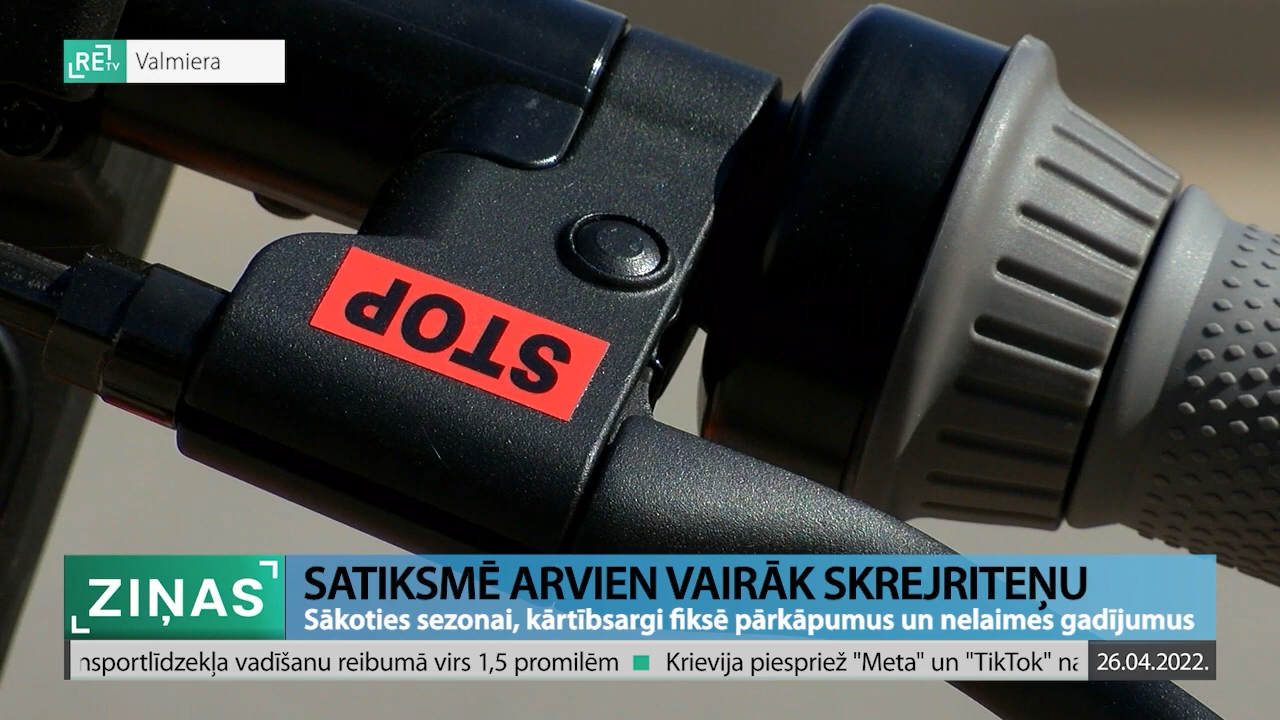 RE TV Valmiera
STOP
ZIŅAS
SATIKSMĒ ARVIEN VAIRĀK SKREJRITEŅU
Sākoties sezonai, kārtībsargi fiksē pārkāpumus un nelaimes gadījumus
nsportlīdzekļa vadīšanu reibumā virs 1,5 promilēm ■ Krievija piespriež "Meta" un "TikTok" na
26.04.2022.